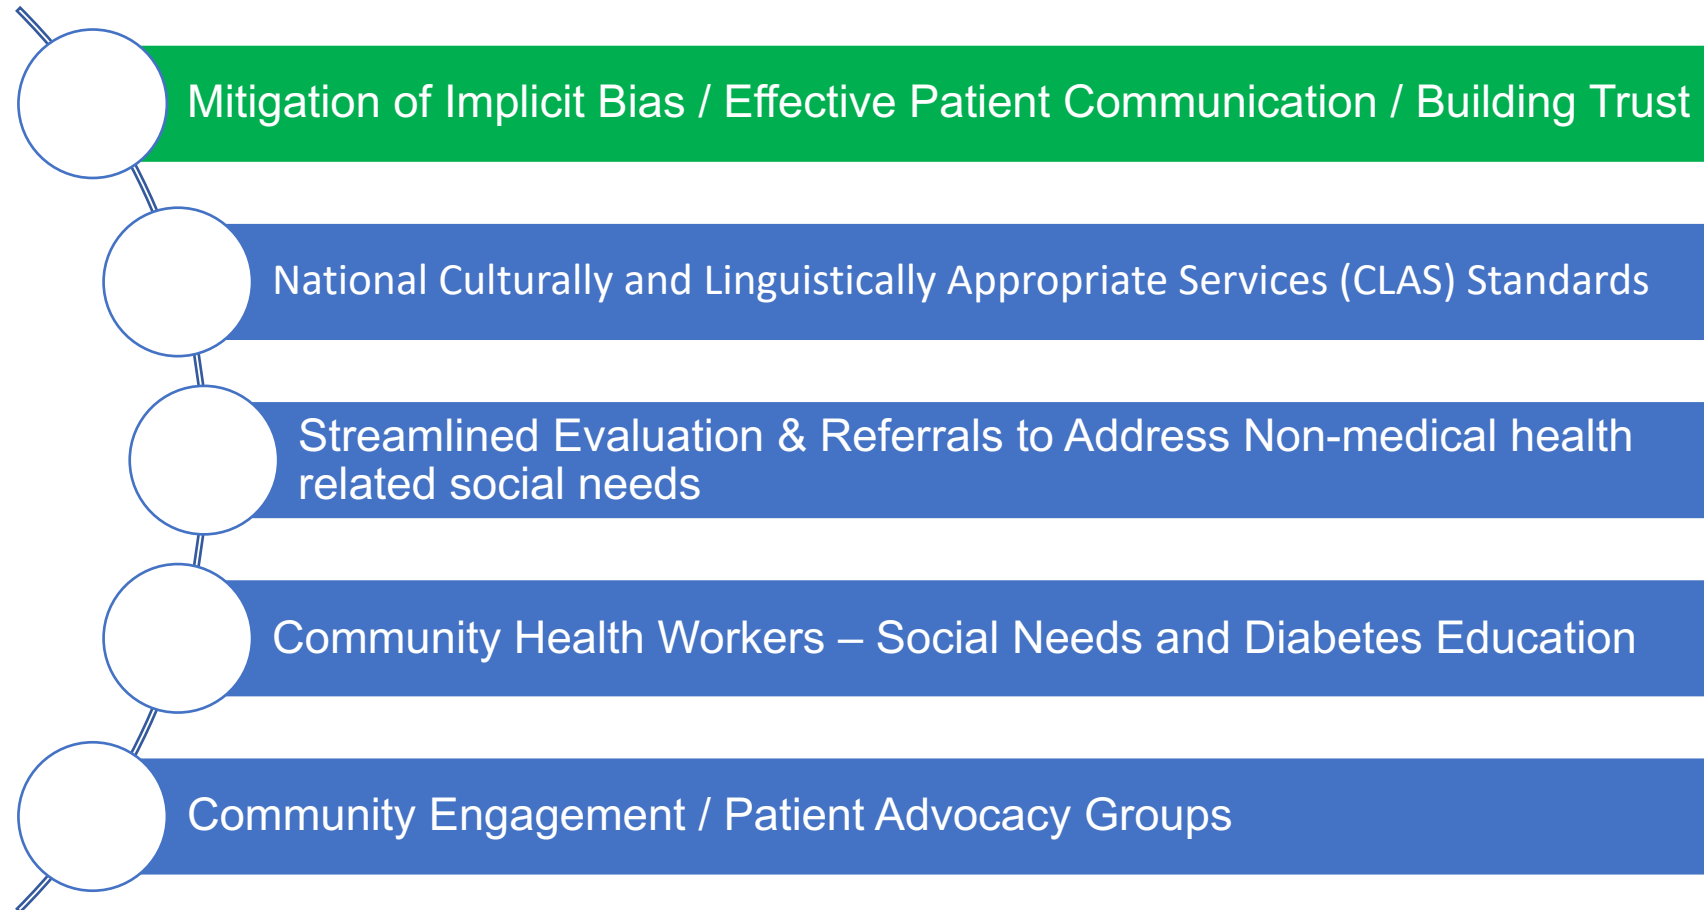 Mitigation of Implicit Bias / Effective Patient Communication / Building Trust
National Culturally and Linguistically Appropriate Services (CLAS) Standards
Streamlined Evaluation & Referrals to Address Non-medical health
related social needs
Community Health Workers – Social Needs and Diabetes Education
Community Engagement / Patient Advocacy Groups